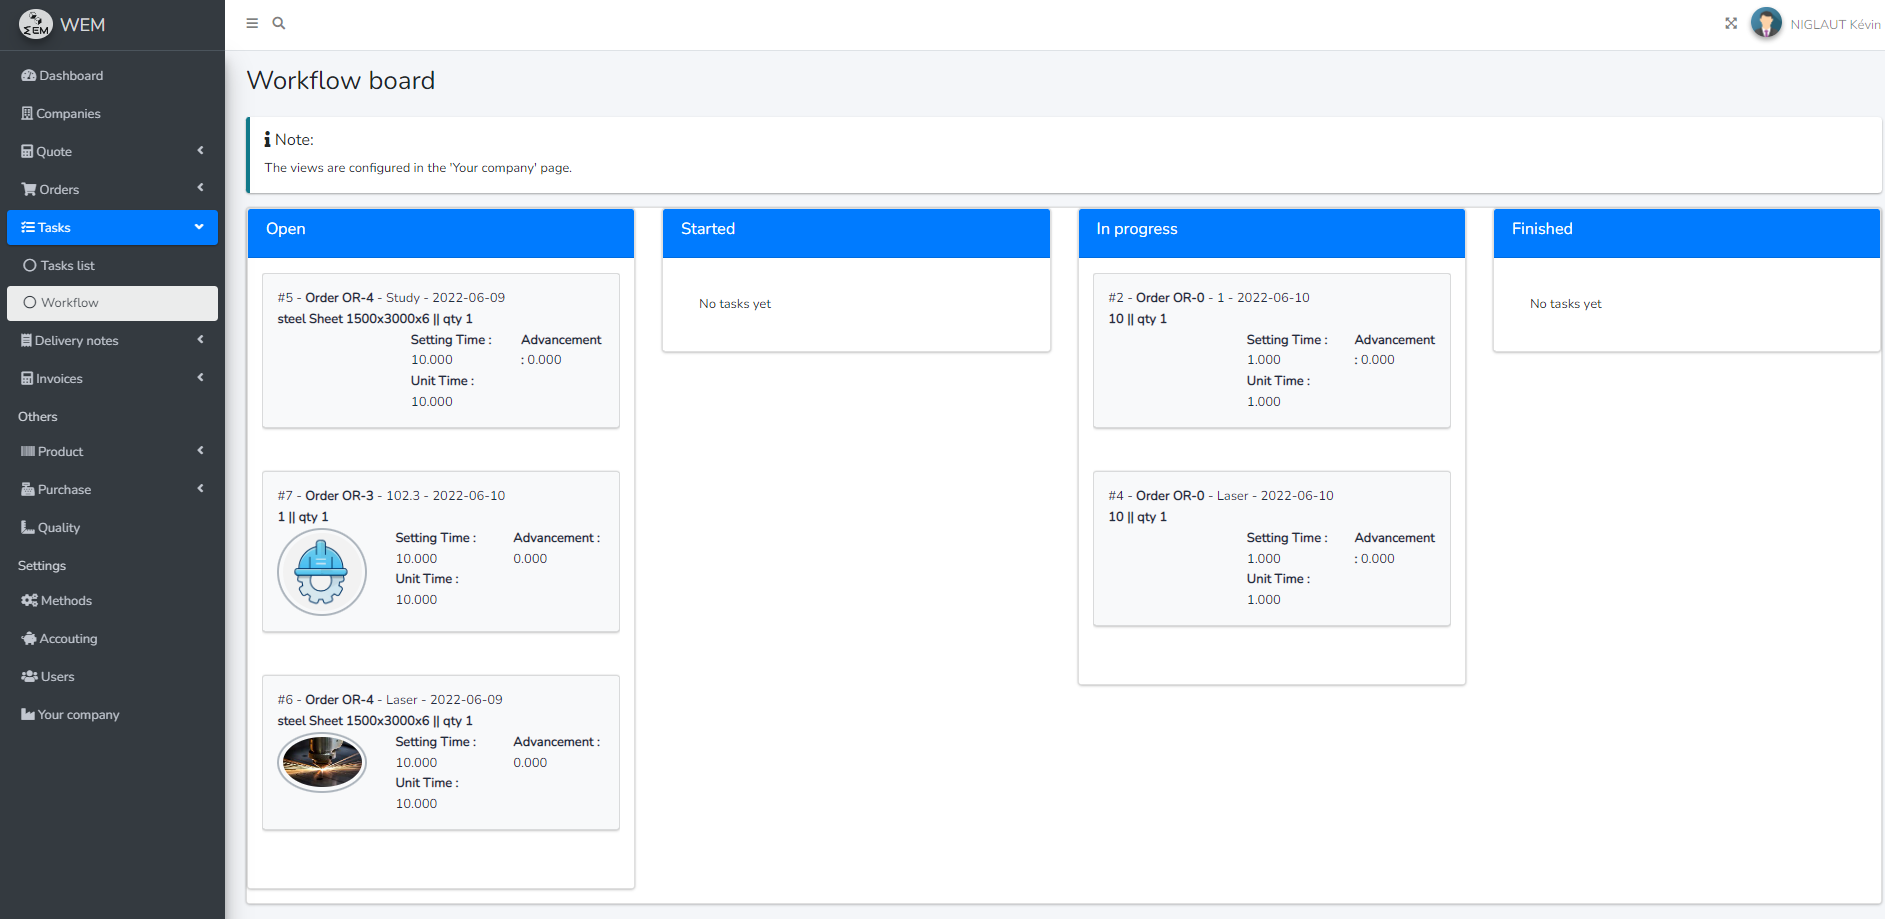 ΣEM
WEM
Dashboard
Companies
Quote
Orders
Tasks
Tasks list
Workflow
Delivery notes
Invoices
Others
Product
Purchase
Quality
Settings
Methods
Accouting
Users
Your company
NIGLAUT Kévin
Workflow board
Note:
The views are configured in the 'Your company' page.
Open
#5 - Order OR-4 - Study - 2022-06-09
steel Sheet 1500x3000x6 || qty 1
Setting Time :
10.000
Unit Time :
10.000
Advancement
: 0.000
#7 - Order OR-3 - 102.3 - 2022-06-10
1 || qty 1
Setting Time :
10.000
Unit Time :
10.000
Advancement :
0.000
#6 - Order OR-4 - Laser - 2022-06-09
steel Sheet 1500x3000x6 || qty 1
Setting Time :
10.000
Unit Time :
10.000
Advancement :
0.000
Started
No tasks yet
In progress
#2 - Order OR-0 - 1 - 2022-06-10
10 || qty 1
Setting Time :
1.000
Unit Time :
1.000
Advancement
: 0.000
#4 - Order OR-0 - Laser - 2022-06-10
10 || qty 1
Setting Time :
1.000
Unit Time :
1.000
Advancement
: 0.000
Finished
No tasks yet